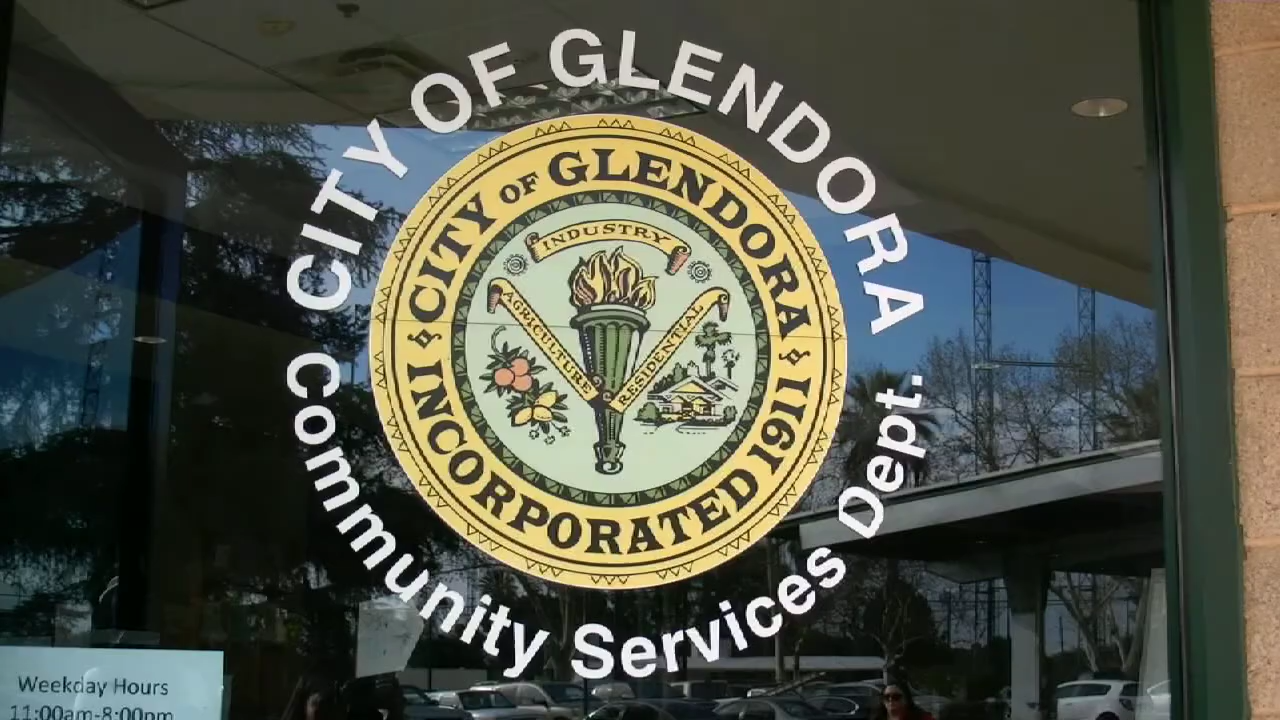 CITY OF GLENDORA
CITY OF GLENDORA
INDUSTRY
AGRICULTURE
RESIDENTIAL
INCORPORATED 1911
Community Services Dept.
Weekday Hours
11:00am-8:00pm